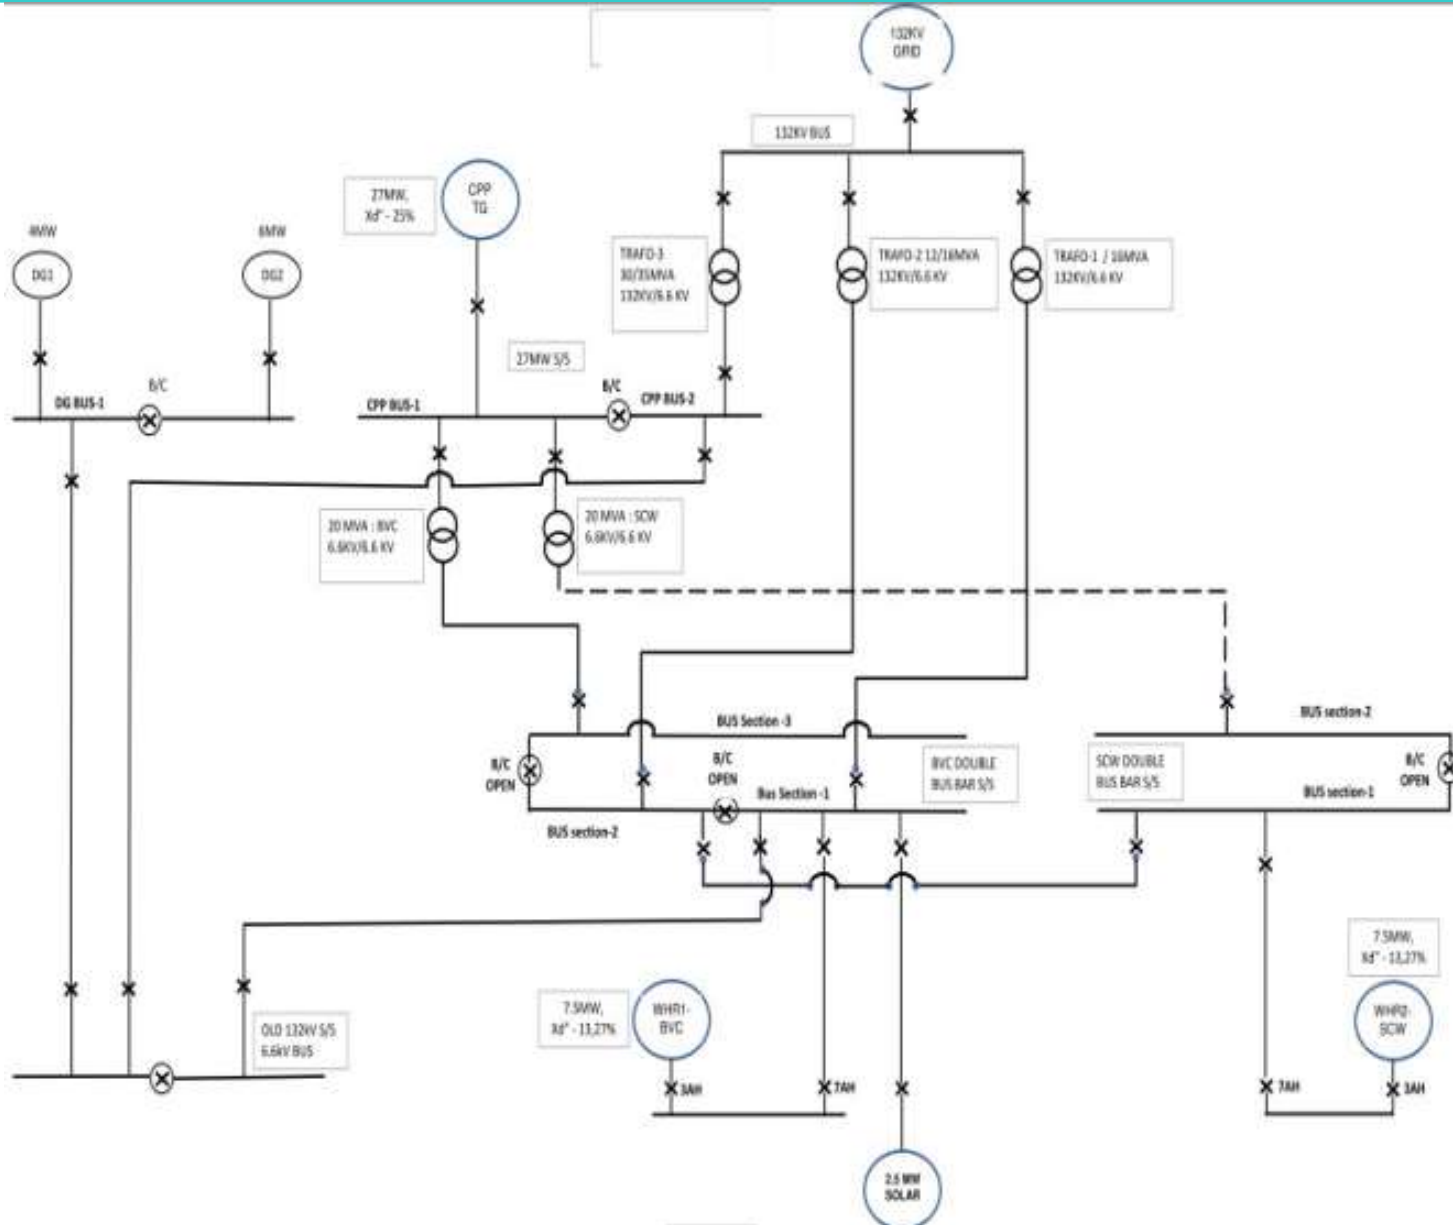 132KV
GRID
132KV BUS
27MW,
Xd" - 25%
CPP
TG
4MW
DG1
6MW
DG2
TRAFO-3
30/35MVA
132KV/6.6 KV
TRAFO-2 12/16MVA
132KV/6.6 KV
TRAFO-1 / 16MVA
132KV/6.6 KV
27MW S/S
B/C
DG BUS-1
CPP BUS-1
B/C
CPP BUS-2
20 MVA : BVC
6.6KV/6.6 KV
20 MVA : SCW
6.6KV/6.6 KV
BUS Section -3
BUS section-2
B/C
OPEN
B/C
OPEN
Bus Section -1
BVC DOUBLE
BUS BAR S/S
SCW DOUBLE
BUS BAR S/S
B/C
OPEN
BUS section-1
BUS section-2
7.5MW,
Xd" - 13,27%
WHR1-
BVC
7.5MW,
Xd" - 13,27%
WHR2-
SCW
OLD 132kV S/S
6.6kV BUS
3AH
7AH
7AH
3AH
2.5 MW
SOLAR